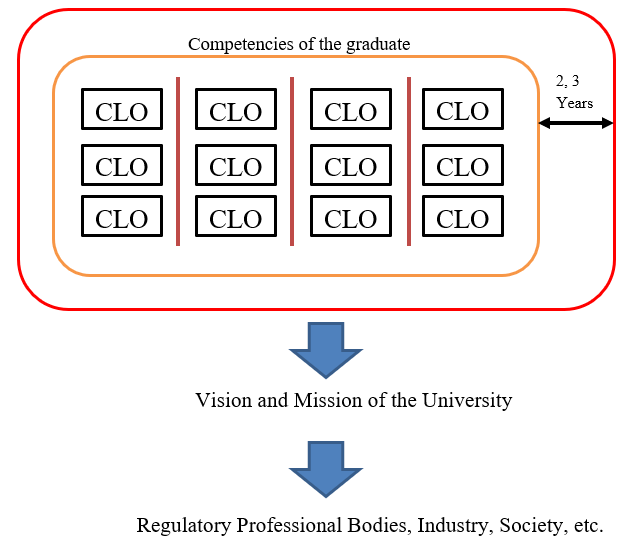 Competencies of the graduate
2, 3
Years
CLO CLO CLO CLO
CLO CLO CLO CLO
CLO CLO CLO CLO
Vision and Mission of the University
Regulatory Professional Bodies, Industry, Society, etc.